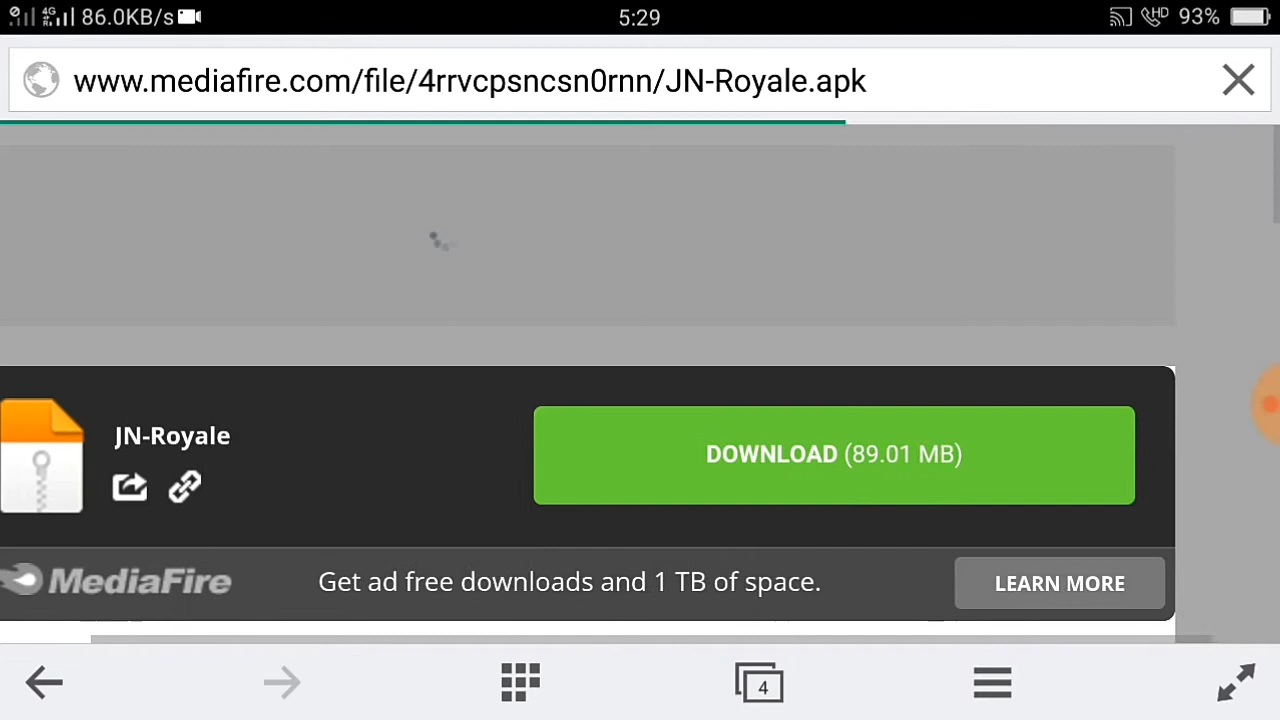 86.0KB/s 5:29 HD 93%
www.mediafire.com/file/4rrvcpsncsn0rnn/JN-Royale.apk
JN-Royale
DOWNLOAD (89.01 MB)
MediaFire Get ad free downloads and 1 TB of space. LEARN MORE
4